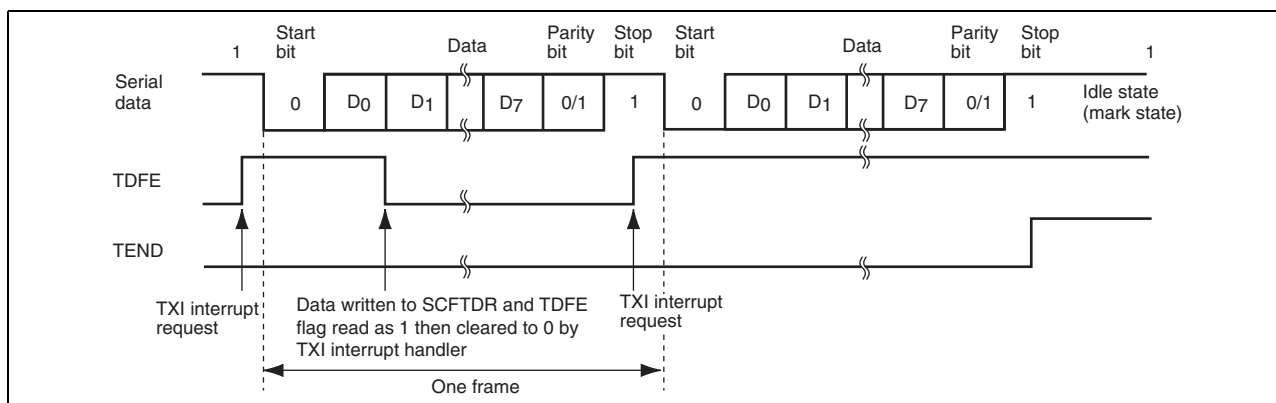 1 Start bit Data Parity bit Stop bit Start bit Data Parity bit Stop bit 1
Serial data 0 D0 D1 D7 0/1 1 0 D0 D1 D7 0/1 1 Idle state (mark state)
TDFE
TEND
TXI interrupt request
Data written to SCFTDR and TDFE
flag read as 1 then cleared to 0 by
TXI interrupt handler
TXI interrupt request
One frame